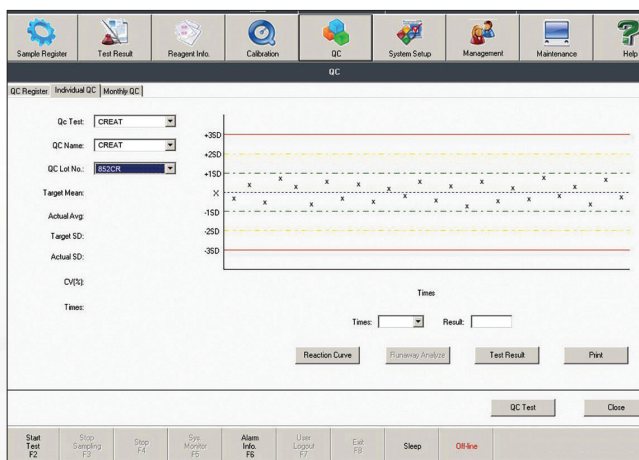 Sample Register Test Result Reagent Info. Calibration QC System Setup Management Maintenance Help
QC
QC Register Individual QC Monthly QC
Qc Test: CREAT
QC Name: CREAT
QC Lot No.: 852CR
Target Mean:
Actual Avg:
Target SD:
Actual SD:
CV(%):
Times:
+3SD
+2SD
+1SD
X
-1SD
-2SD
-3SD
Times
Times: Result:
Reaction Curve Runaway Analyze Test Result Print
QC Test Close
Start Test F2
Stop Sampling F3
Stop F4
Sys. Monitor F5
Alarm Info. F6
User Logout F7
Exit F8
Sleep
Off-line